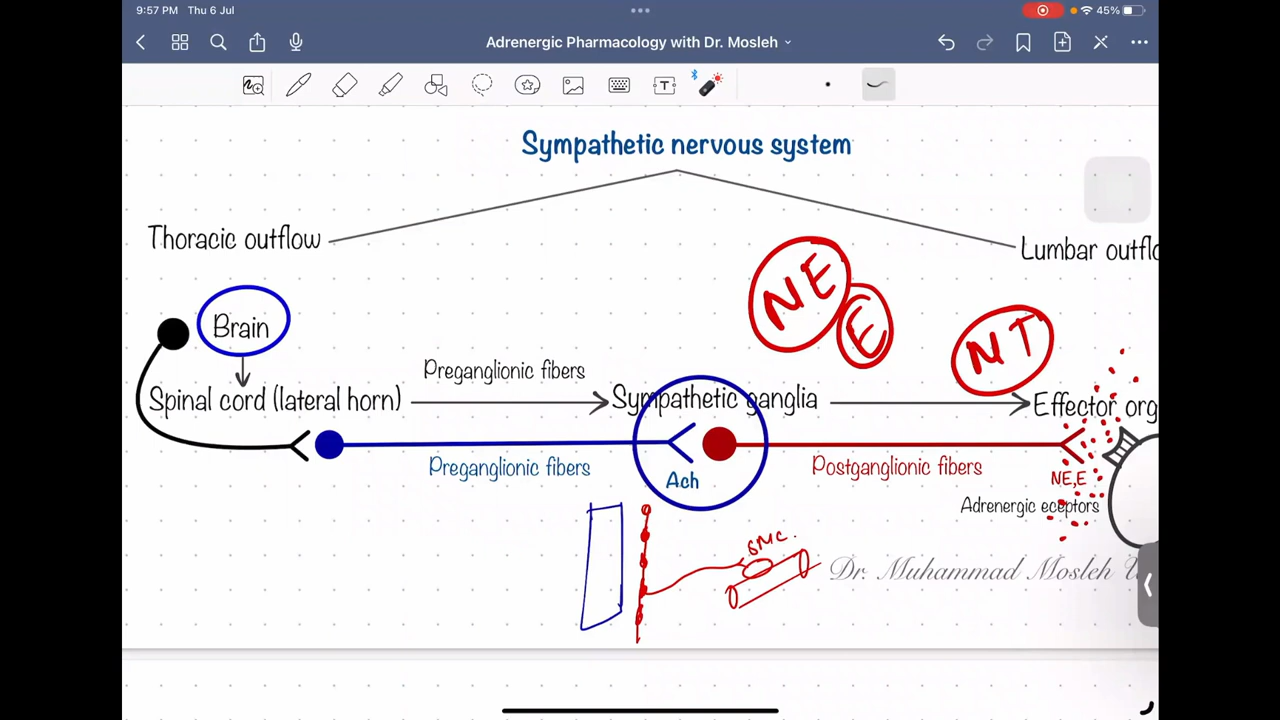 9:57 PM Thu 6 Jul
45%
Adrenergic Pharmacology with Dr. Mosleh
Sympathetic nervous system
Thoracic outflow
Lumbar outflo
NE
E
NT
Brain
Preganglionic fibers
Spinal cord (lateral horn)
Sympathetic ganglia
Effector org
Preganglionic fibers
Ach
Postganglionic fibers
NE,E
Adrenergic eceptors
SMC.
Dr. Muhammad Mosleh